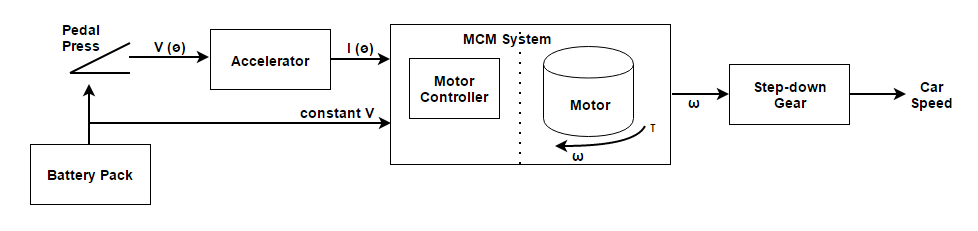 Pedal
Press
V (ɵ)
Accelerator
I (ɵ)
MCM System
Motor
Controller
Motor
T
ω
constant V
Battery Pack
ω
Step-down
Gear
Car
Speed